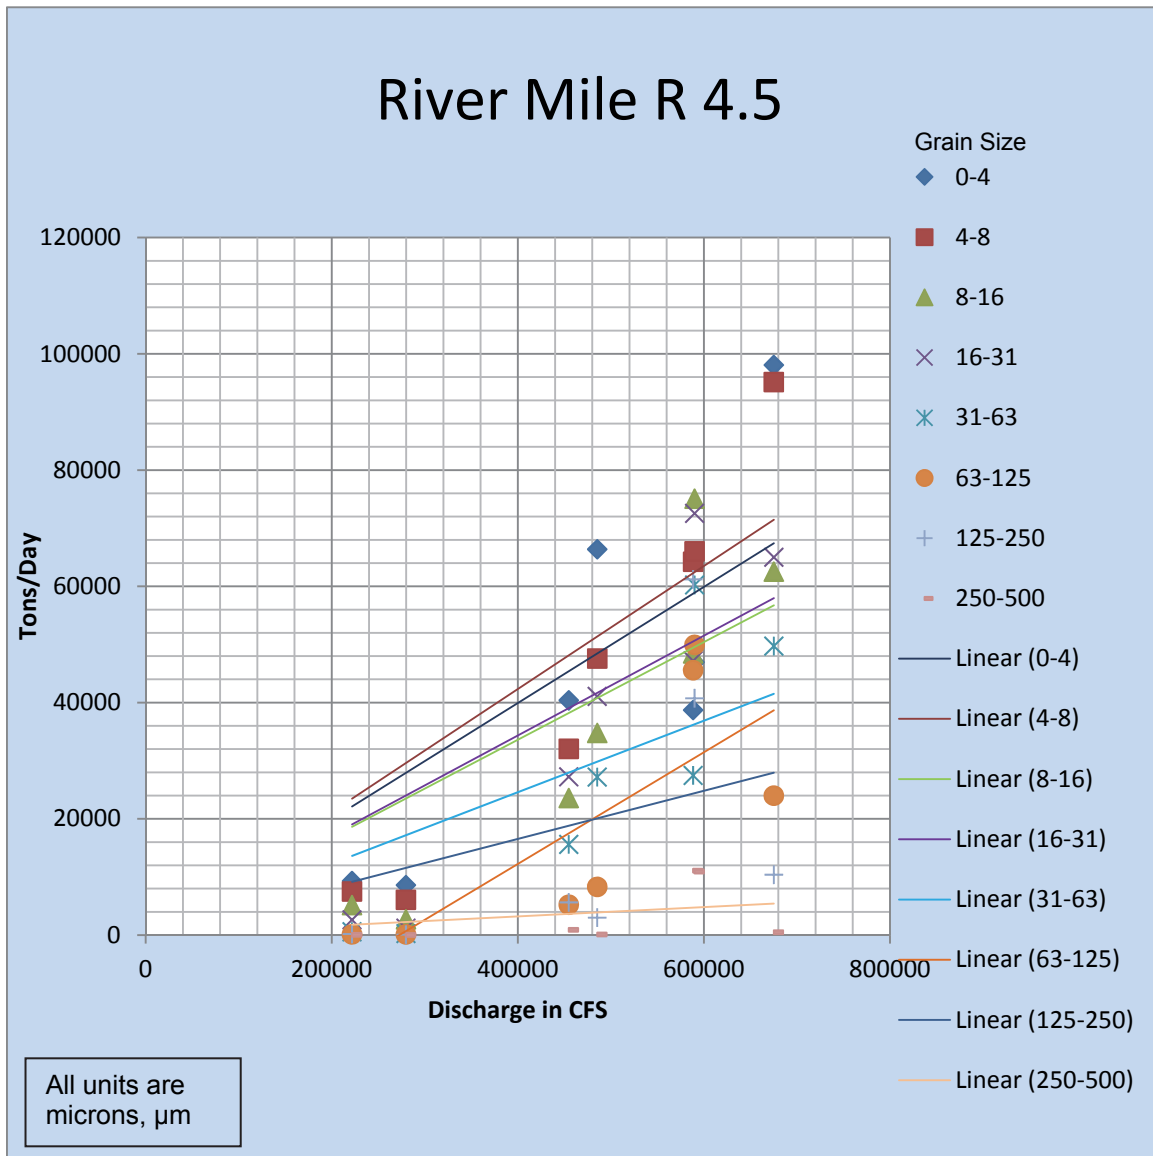 River Mile R 4.5
Grain Size
0-4
4-8
8-16
16-31
31-63
63-125
125-250
250-500
Linear (0-4)
Linear (4-8)
Linear (8-16)
Linear (16-31)
Linear (31-63)
Linear (63-125)
Linear (125-250)
Linear (250-500)
120000
100000
80000
60000
40000
20000
0
Tons/Day
0 200000 400000 600000 800000
Discharge in CFS
All units are
microns, µm